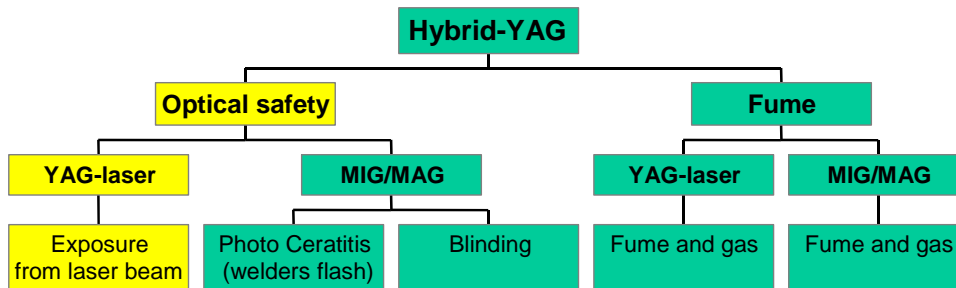 Hybrid-YAG
Optical safety
Fume
YAG-laser
MIG/MAG
YAG-laser
MIG/MAG
Exposure
from laser beam
Photo Ceratitis
(welders flash)
Blinding
Fume and gas
Fume and gas